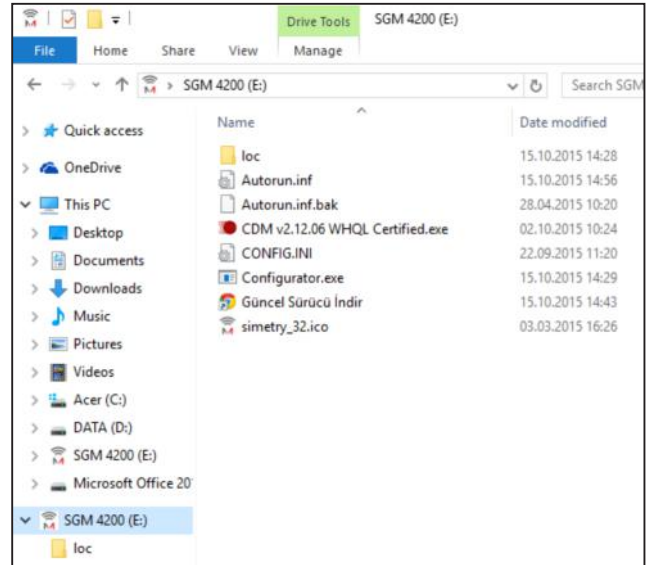 Drive Tools SGM 4200 (E:)
File Home Share View Manage
SGM 4200 (E:) Search SGM
Quick access
OneDrive
This PC
Desktop
Documents
Downloads
Music
Pictures
Videos
Acer (C:)
DATA (D:)
SGM 4200 (E:)
Microsoft Office 20
SGM 4200 (E:)
loc
Name Date modified
loc 15.10.2015 14:28
Autorun.inf 15.10.2015 14:56
Autorun.inf.bak 28.04.2015 10:20
CDM v2.12.06 WHQL Certified.exe 02.10.2015 10:24
CONFIG.INI 22.09.2015 11:20
Configurator.exe 15.10.2015 14:29
Güncel Sürücü İndir 15.10.2015 14:43
simetry_32.ico 03.03.2015 16:26